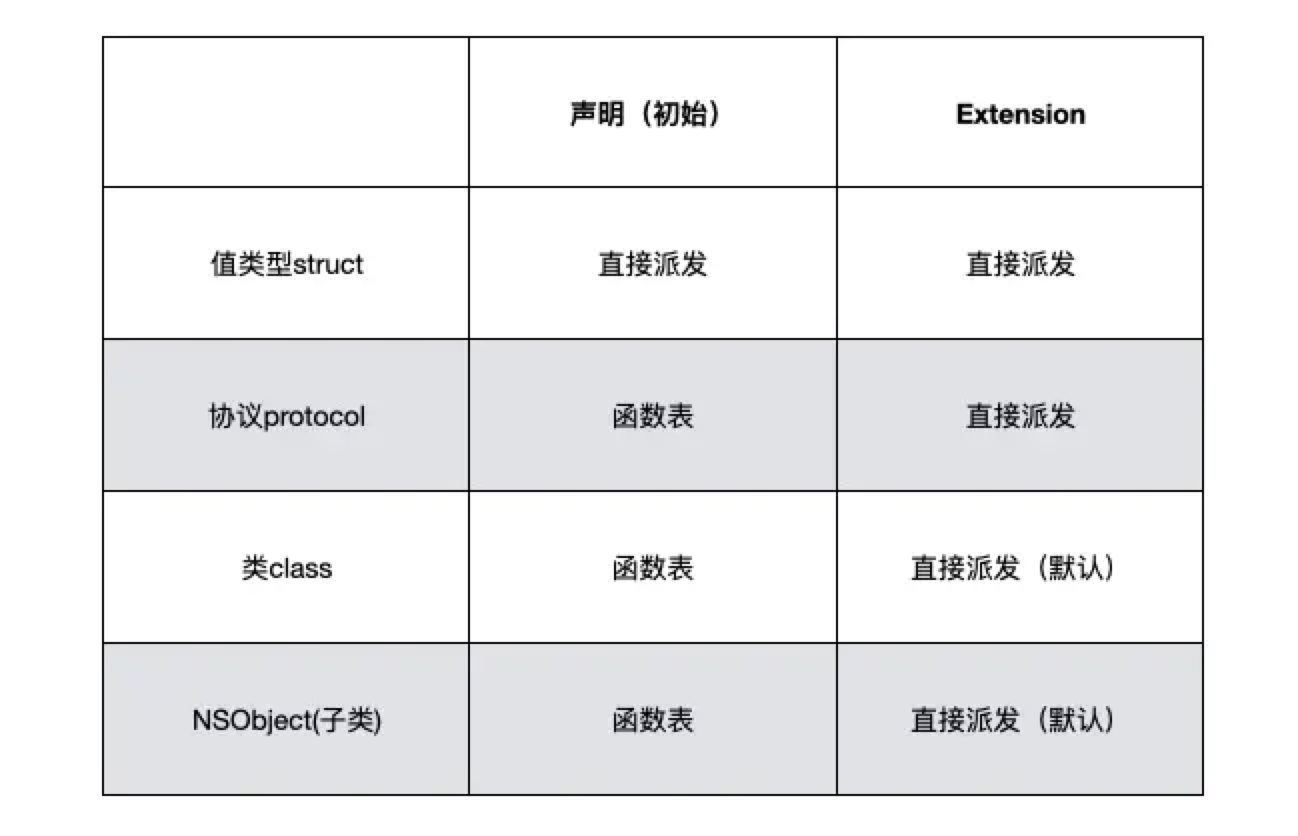 声明（初始）
Extension
值类型struct
直接派发
直接派发
协议protocol
函数表
直接派发
类class
函数表
直接派发（默认）
NSObject(子类)
函数表
直接派发（默认）